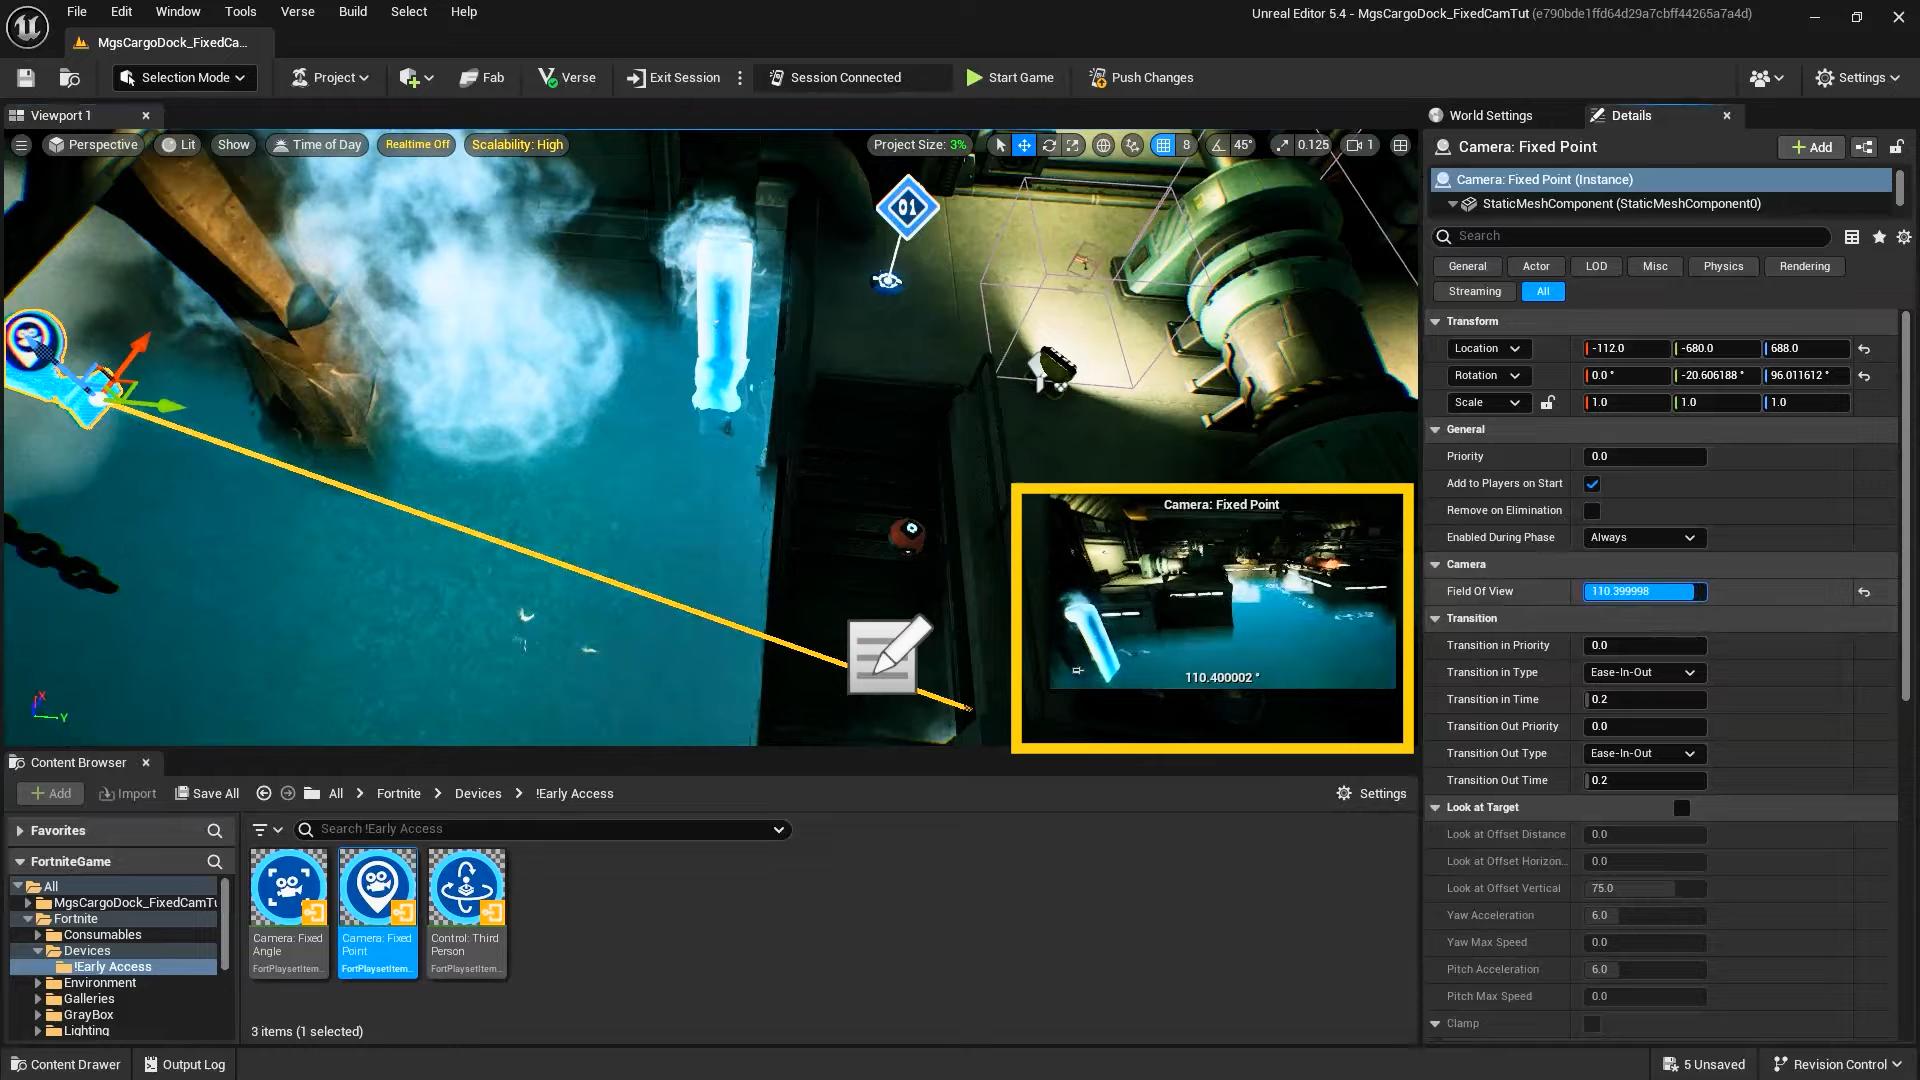 File Edit Window Tools Verse Build Select Help
Unreal Editor 5.4 - MgsCargoDock_FixedCamTut (e790bde1ffd64d29a7cbff44265a7a4d)
MgsCargoDock_FixedCa...
Selection Mode Project Fab Verse Exit Session Session Connected Start Game Push Changes Settings
Viewport 1
Perspective Lit Show Time of Day Realtime Off Scalability: High Project Size: 3% 8 45° 0.125 1
01
Camera: Fixed Point
110.400002 °
World Settings Details
Camera: Fixed Point Add
Camera: Fixed Point (Instance)
StaticMeshComponent (StaticMeshComponent0)
Search
General Actor LOD Misc Physics Rendering
Streaming All
Transform
Location -112.0 -680.0 688.0
Rotation 0.0 ° -20.606188 ° 96.011612 °
Scale 1.0 1.0 1.0
General
Priority 0.0
Add to Players on Start
Remove on Elimination
Enabled During Phase Always
Camera
Field Of View 110.399998
Transition
Transition in Priority 0.0
Transition in Type Ease-In-Out
Transition in Time 0.2
Transition Out Priority 0.0
Transition Out Type Ease-In-Out
Transition Out Time 0.2
Look at Target
Look at Offset Distance 0.0
Look at Offset Horizon... 0.0
Look at Offset Vertical 75.0
Yaw Acceleration 6.0
Yaw Max Speed 0.0
Pitch Acceleration 6.0
Pitch Max Speed 0.0
Clamp
X
Y
Content Browser
Add Import Save All All Fortnite Devices !Early Access Settings
Favorites
Search !Early Access
FortniteGame
All
MgsCargoDock_FixedCamTu
Fortnite
Consumables
Devices
!Early Access
Environment
Galleries
GrayBox
Lighting
Camera: Fixed
Angle
FortPlaysetItem...
Camera: Fixed
Point
FortPlaysetItem...
Control: Third
Person
FortPlaysetItem...
3 items (1 selected)
Content Drawer Output Log 5 Unsaved Revision Control